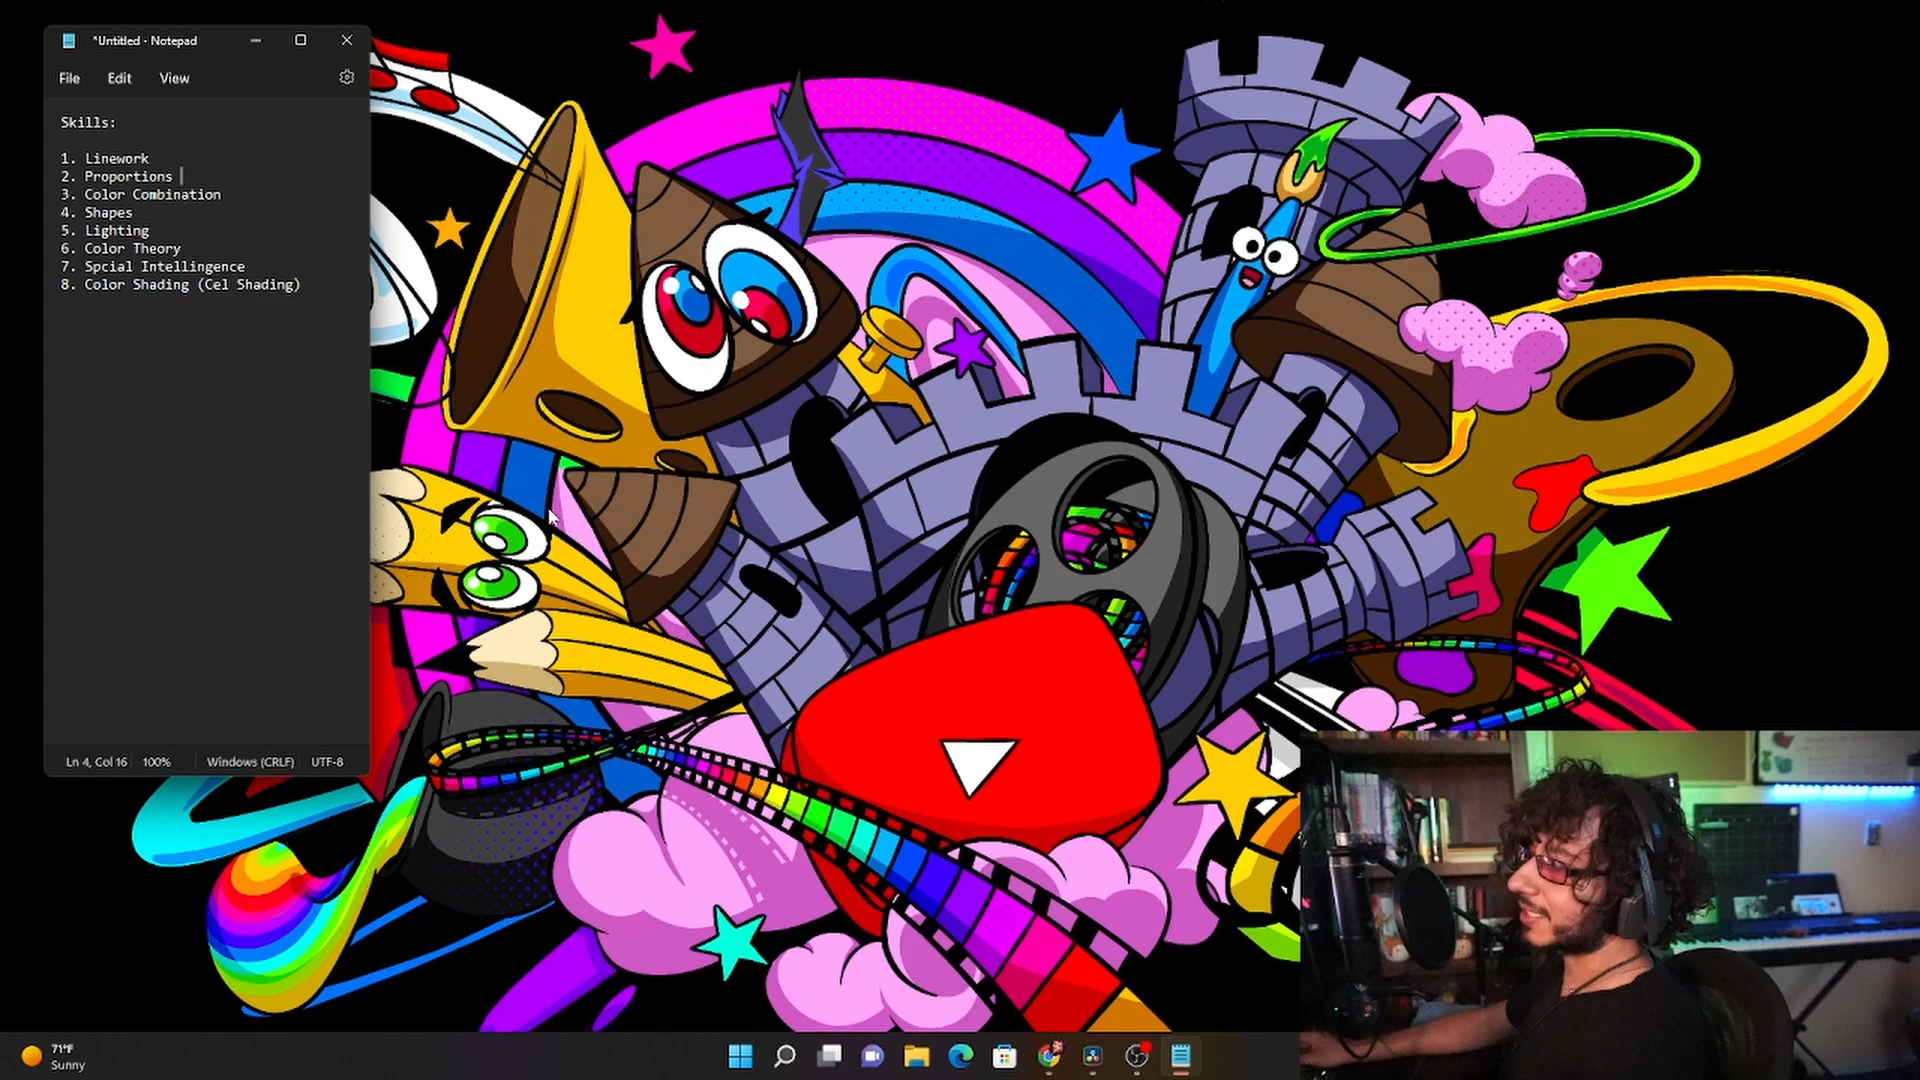 *Untitled - Notepad
File Edit View
Skills:
1. Linework
2. Proportions
3. Color Combination
4. Shapes
5. Lighting
6. Color Theory
7. Spcial Intellingence
8. Color Shading (Cel Shading)
Ln 4, Col 16 100% Windows (CRLF) UTF-8
71°F
Sunny